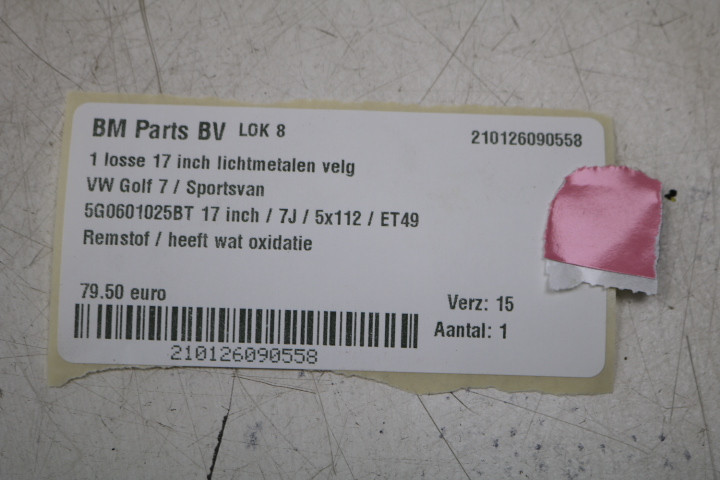 BM Parts BV LOK 8 210126090558
1 losse 17 inch lichtmetalen velg
VW Golf 7 / Sportsvan
5G0601025BT 17 inch / 7J / 5x112 / ET49
Remstof / heeft wat oxidatie
79.50 euro
Verz: 15
Aantal: 1
210126090558